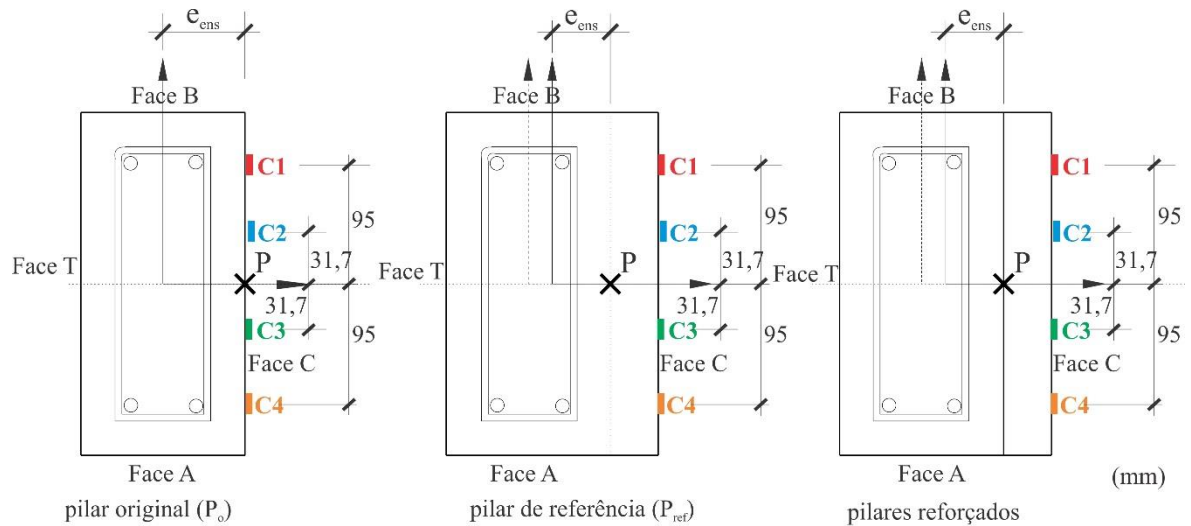 e_ens
Face B
C1
C2
95
Face T
P
31,7
31,7
C3
95
Face C
C4
Face A
pilar original (P_o)
e_ens
Face B
C1
C2
95
Face T
P
31,7
31,7
C3
95
Face C
C4
Face A
pilar de referência (P_ref)
e_ens
Face B
C1
C2
95
Face T
P
31,7
31,7
C3
95
Face C
C4
Face A
(mm)
pilares reforçados